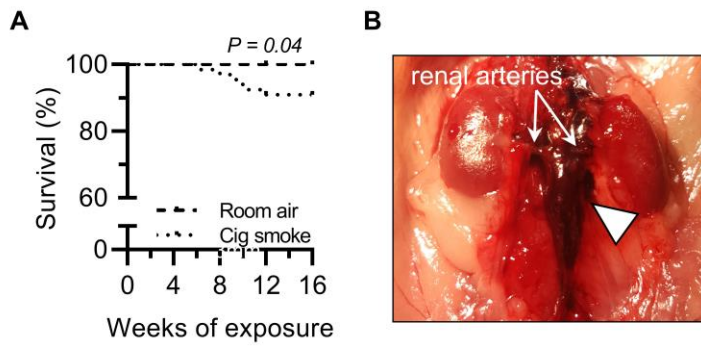 A
B
P = 0.04
100
80
60
0
Survival (%)
Room air
Cig smoke
0 4 8 12 16
Weeks of exposure
renal arteries